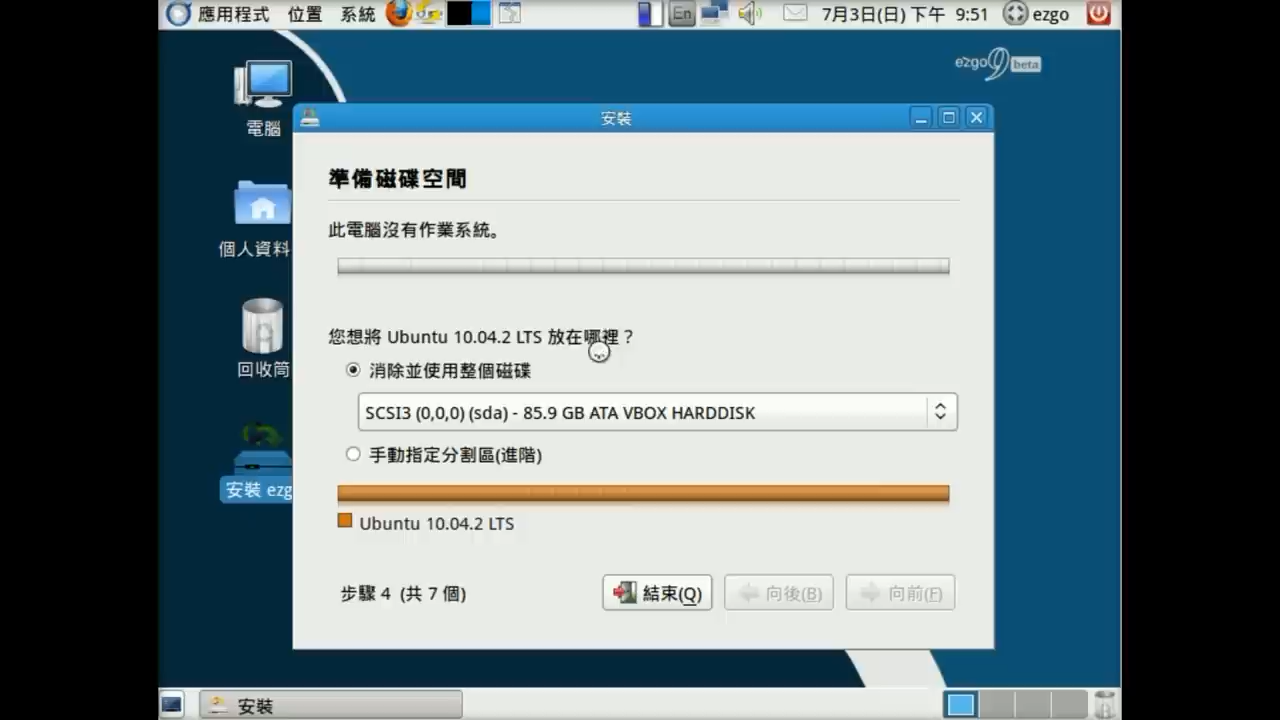 應用程式 位置 系統 En 7月3日(日) 下午 9:51 ezgo
ezgo9 beta
電腦
個人資料
回收筒
安裝 ezg
安裝
準備磁碟空間
此電腦沒有作業系統。
您想將 Ubuntu 10.04.2 LTS 放在哪裡？
消除並使用整個磁碟
SCSI3 (0,0,0) (sda) - 85.9 GB ATA VBOX HARDDISK
手動指定分割區(進階)
Ubuntu 10.04.2 LTS
步驟 4 (共 7 個)
結束(Q) 向後(B) 向前(F)
安裝